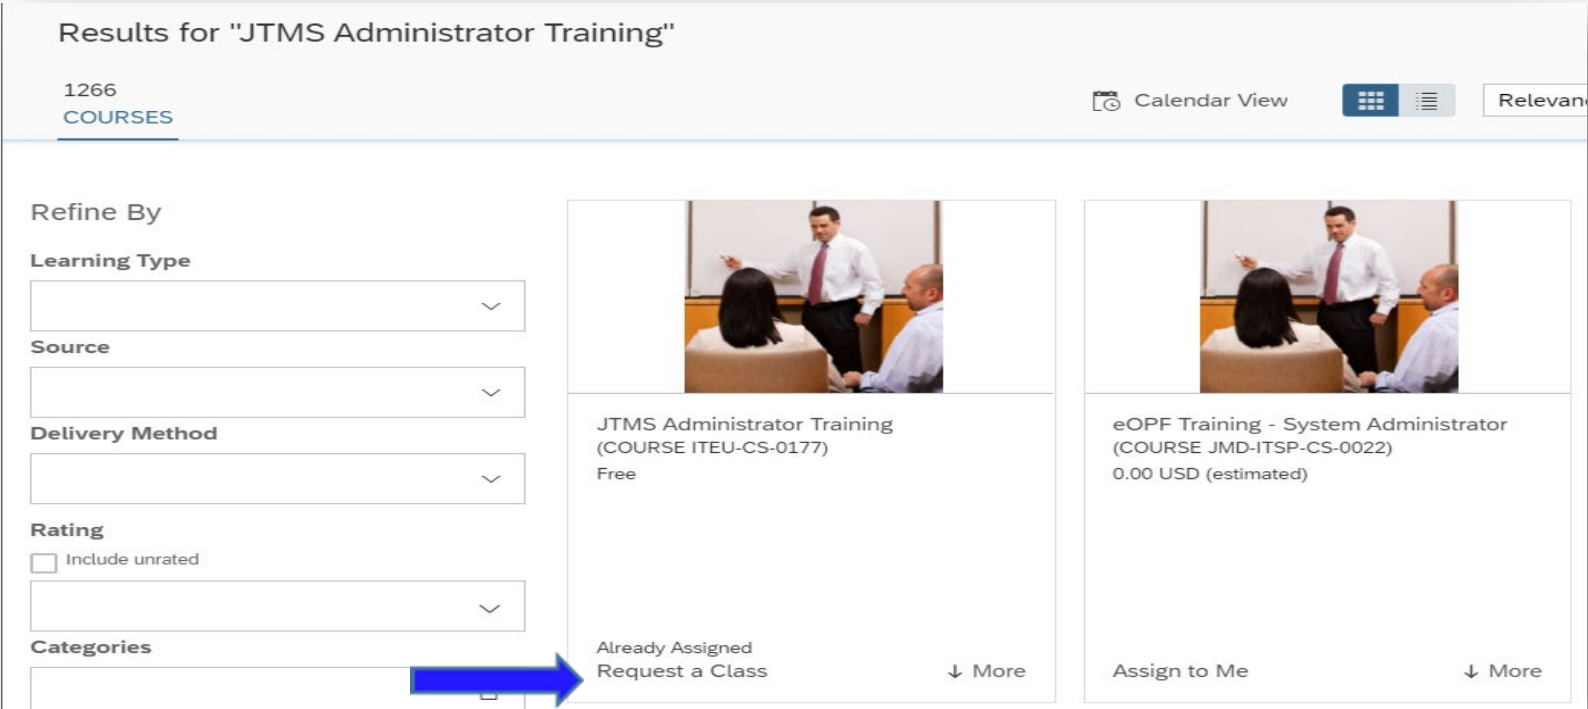 Results for "JTMS Administrator Training"
1266
COURSES
Calendar View
Relevan
Refine By
Learning Type
Source
Delivery Method
Rating
Include unrated
Categories
JTMS Administrator Training
(COURSE ITEU-CS-0177)
Free
Already Assigned
Request a Class
More
eOPF Training - System Administrator
(COURSE JMD-ITSP-CS-0022)
0.00 USD (estimated)
Assign to Me
More